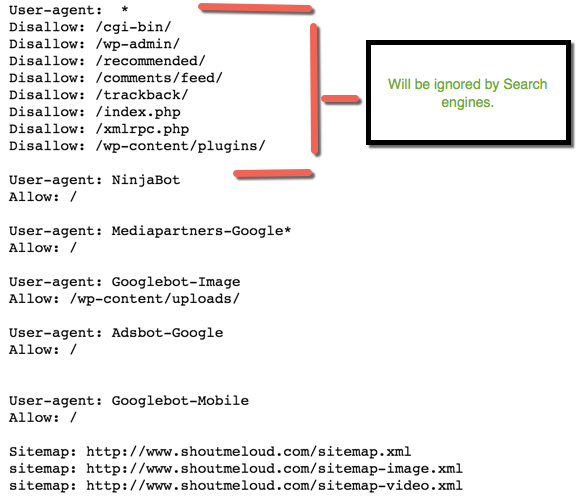 User-agent:  *
Disallow: /cgi-bin/
Disallow: /wp-admin/
Disallow: /recommended/
Disallow: /comments/feed/
Disallow: /trackback/
Disallow: /index.php
Disallow: /xmlrpc.php
Disallow: /wp-content/plugins/
Will be ignored by Search
engines.
User-agent: NinjaBot
Allow: /
User-agent: Mediapartners-Google*
Allow: /
User-agent: Googlebot-Image
Allow: /wp-content/uploads/
User-agent: Adsbot-Google
Allow: /
User-agent: Googlebot-Mobile
Allow: /
Sitemap: http://www.shoutmeloud.com/sitemap.xml
sitemap: http://www.shoutmeloud.com/sitemap-image.xml
sitemap: http://www.shoutmeloud.com/sitemap-video.xml